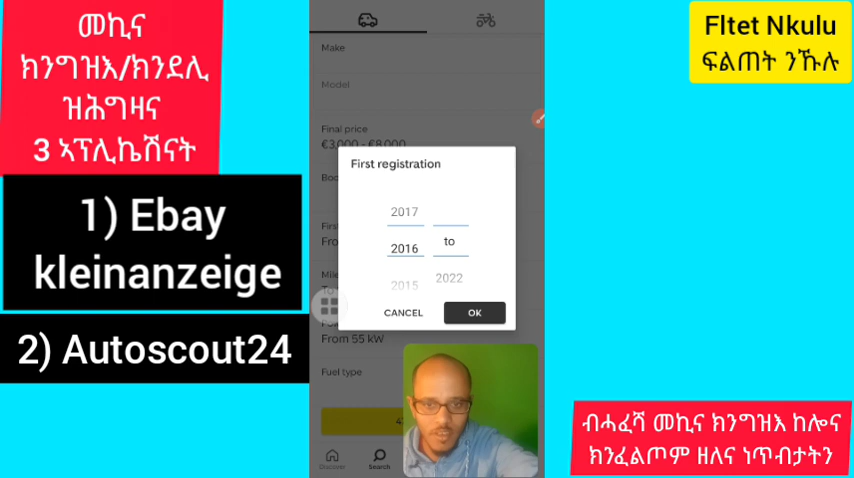 መኪና
ክንግዝእ/ክንደሊ
ዝሕግዛና
3 ኣፕሊኬሽናት
1) Ebay
kleinanzeige
2) Autoscout24
Make
Model
Final price
€3,000 - €8,000
First registration
2017
2016 to
2015 2022
CANCEL OK
From 55 kW
Fuel type
Discover Search
Fltet Nkulu
ፍልጠት ንኹሉ
ብሓፈሻ መኪና ክንግዝእ ከሎና
ክንፈልጦም ዘለና ነጥብታትን